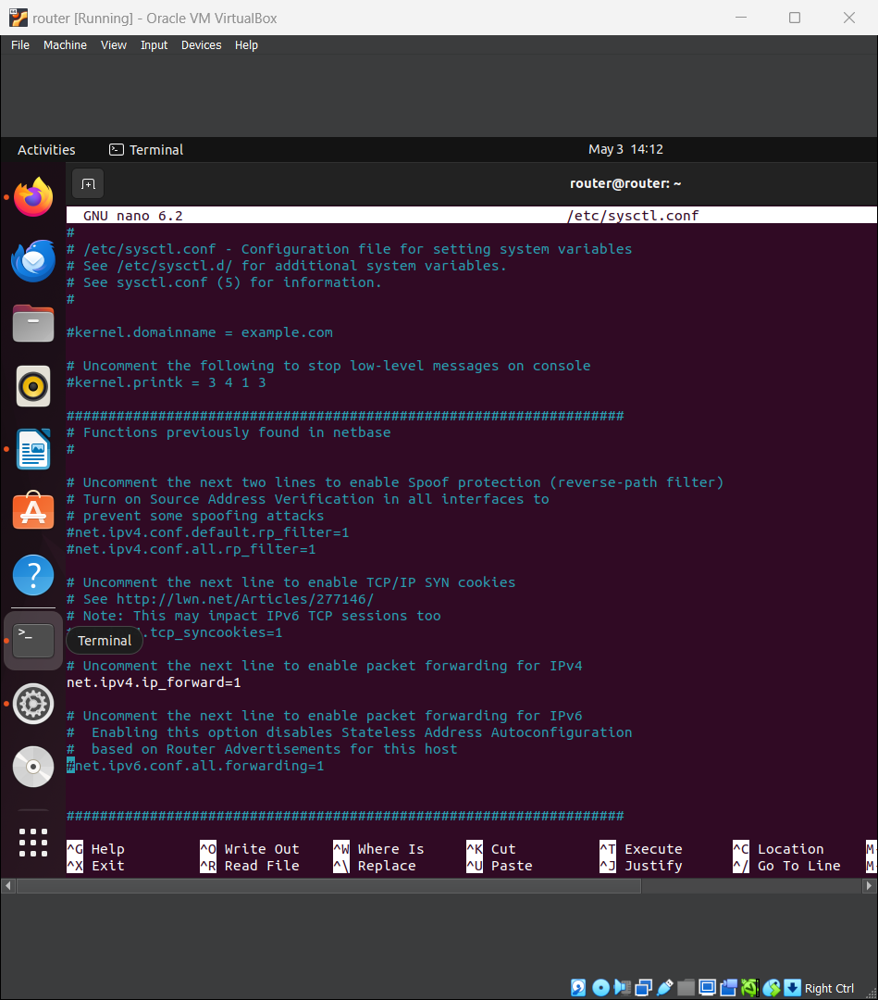 router [Running] - Oracle VM VirtualBox
File Machine View Input Devices Help
Activities Terminal May 3 14:12
router@router: ~
GNU nano 6.2 /etc/sysctl.conf
#
# /etc/sysctl.conf - Configuration file for setting system variables
# See /etc/sysctl.d/ for additional system variables.
# See sysctl.conf (5) for information.
#
#kernel.domainname = example.com
# Uncomment the following to stop low-level messages on console
#kernel.printk = 3 4 1 3
###################################################################
# Functions previously found in netbase
#
# Uncomment the next two lines to enable Spoof protection (reverse-path filter)
# Turn on Source Address Verification in all interfaces to
# prevent some spoofing attacks
#net.ipv4.conf.default.rp_filter=1
#net.ipv4.conf.all.rp_filter=1
# Uncomment the next line to enable TCP/IP SYN cookies
# See http://lwn.net/Articles/277146/
# Note: This may impact IPv6 TCP sessions too
.tcp_syncookies=1
Terminal
# Uncomment the next line to enable packet forwarding for IPv4
net.ipv4.ip_forward=1
# Uncomment the next line to enable packet forwarding for IPv6
#  Enabling this option disables Stateless Address Autoconfiguration
#  based on Router Advertisements for this host
#net.ipv6.conf.all.forwarding=1
###################################################################
^G Help ^O Write Out ^W Where Is ^K Cut ^T Execute ^C Location M-
^X Exit ^R Read File ^\ Replace ^U Paste ^J Justify ^/ Go To Line M-
Right Ctrl